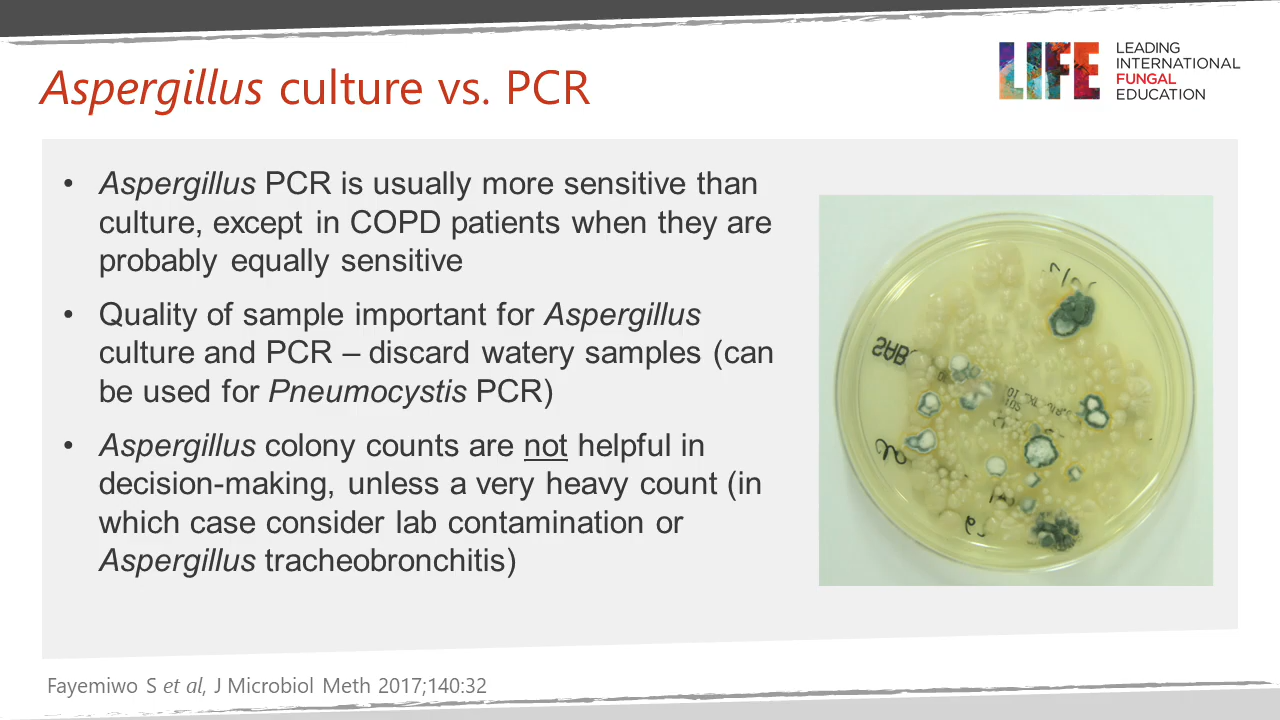 Aspergillus culture vs. PCR
LIFE
LEADING
INTERNATIONAL
FUNGAL
EDUCATION
• Aspergillus PCR is usually more sensitive than
culture, except in COPD patients when they are
probably equally sensitive
• Quality of sample important for Aspergillus
culture and PCR – discard watery samples (can
be used for Pneumocystis PCR)
• Aspergillus colony counts are not helpful in
decision-making, unless a very heavy count (in
which case consider lab contamination or
Aspergillus tracheobronchitis)
SAB
Fayemiwo S et al, J Microbiol Meth 2017;140:32